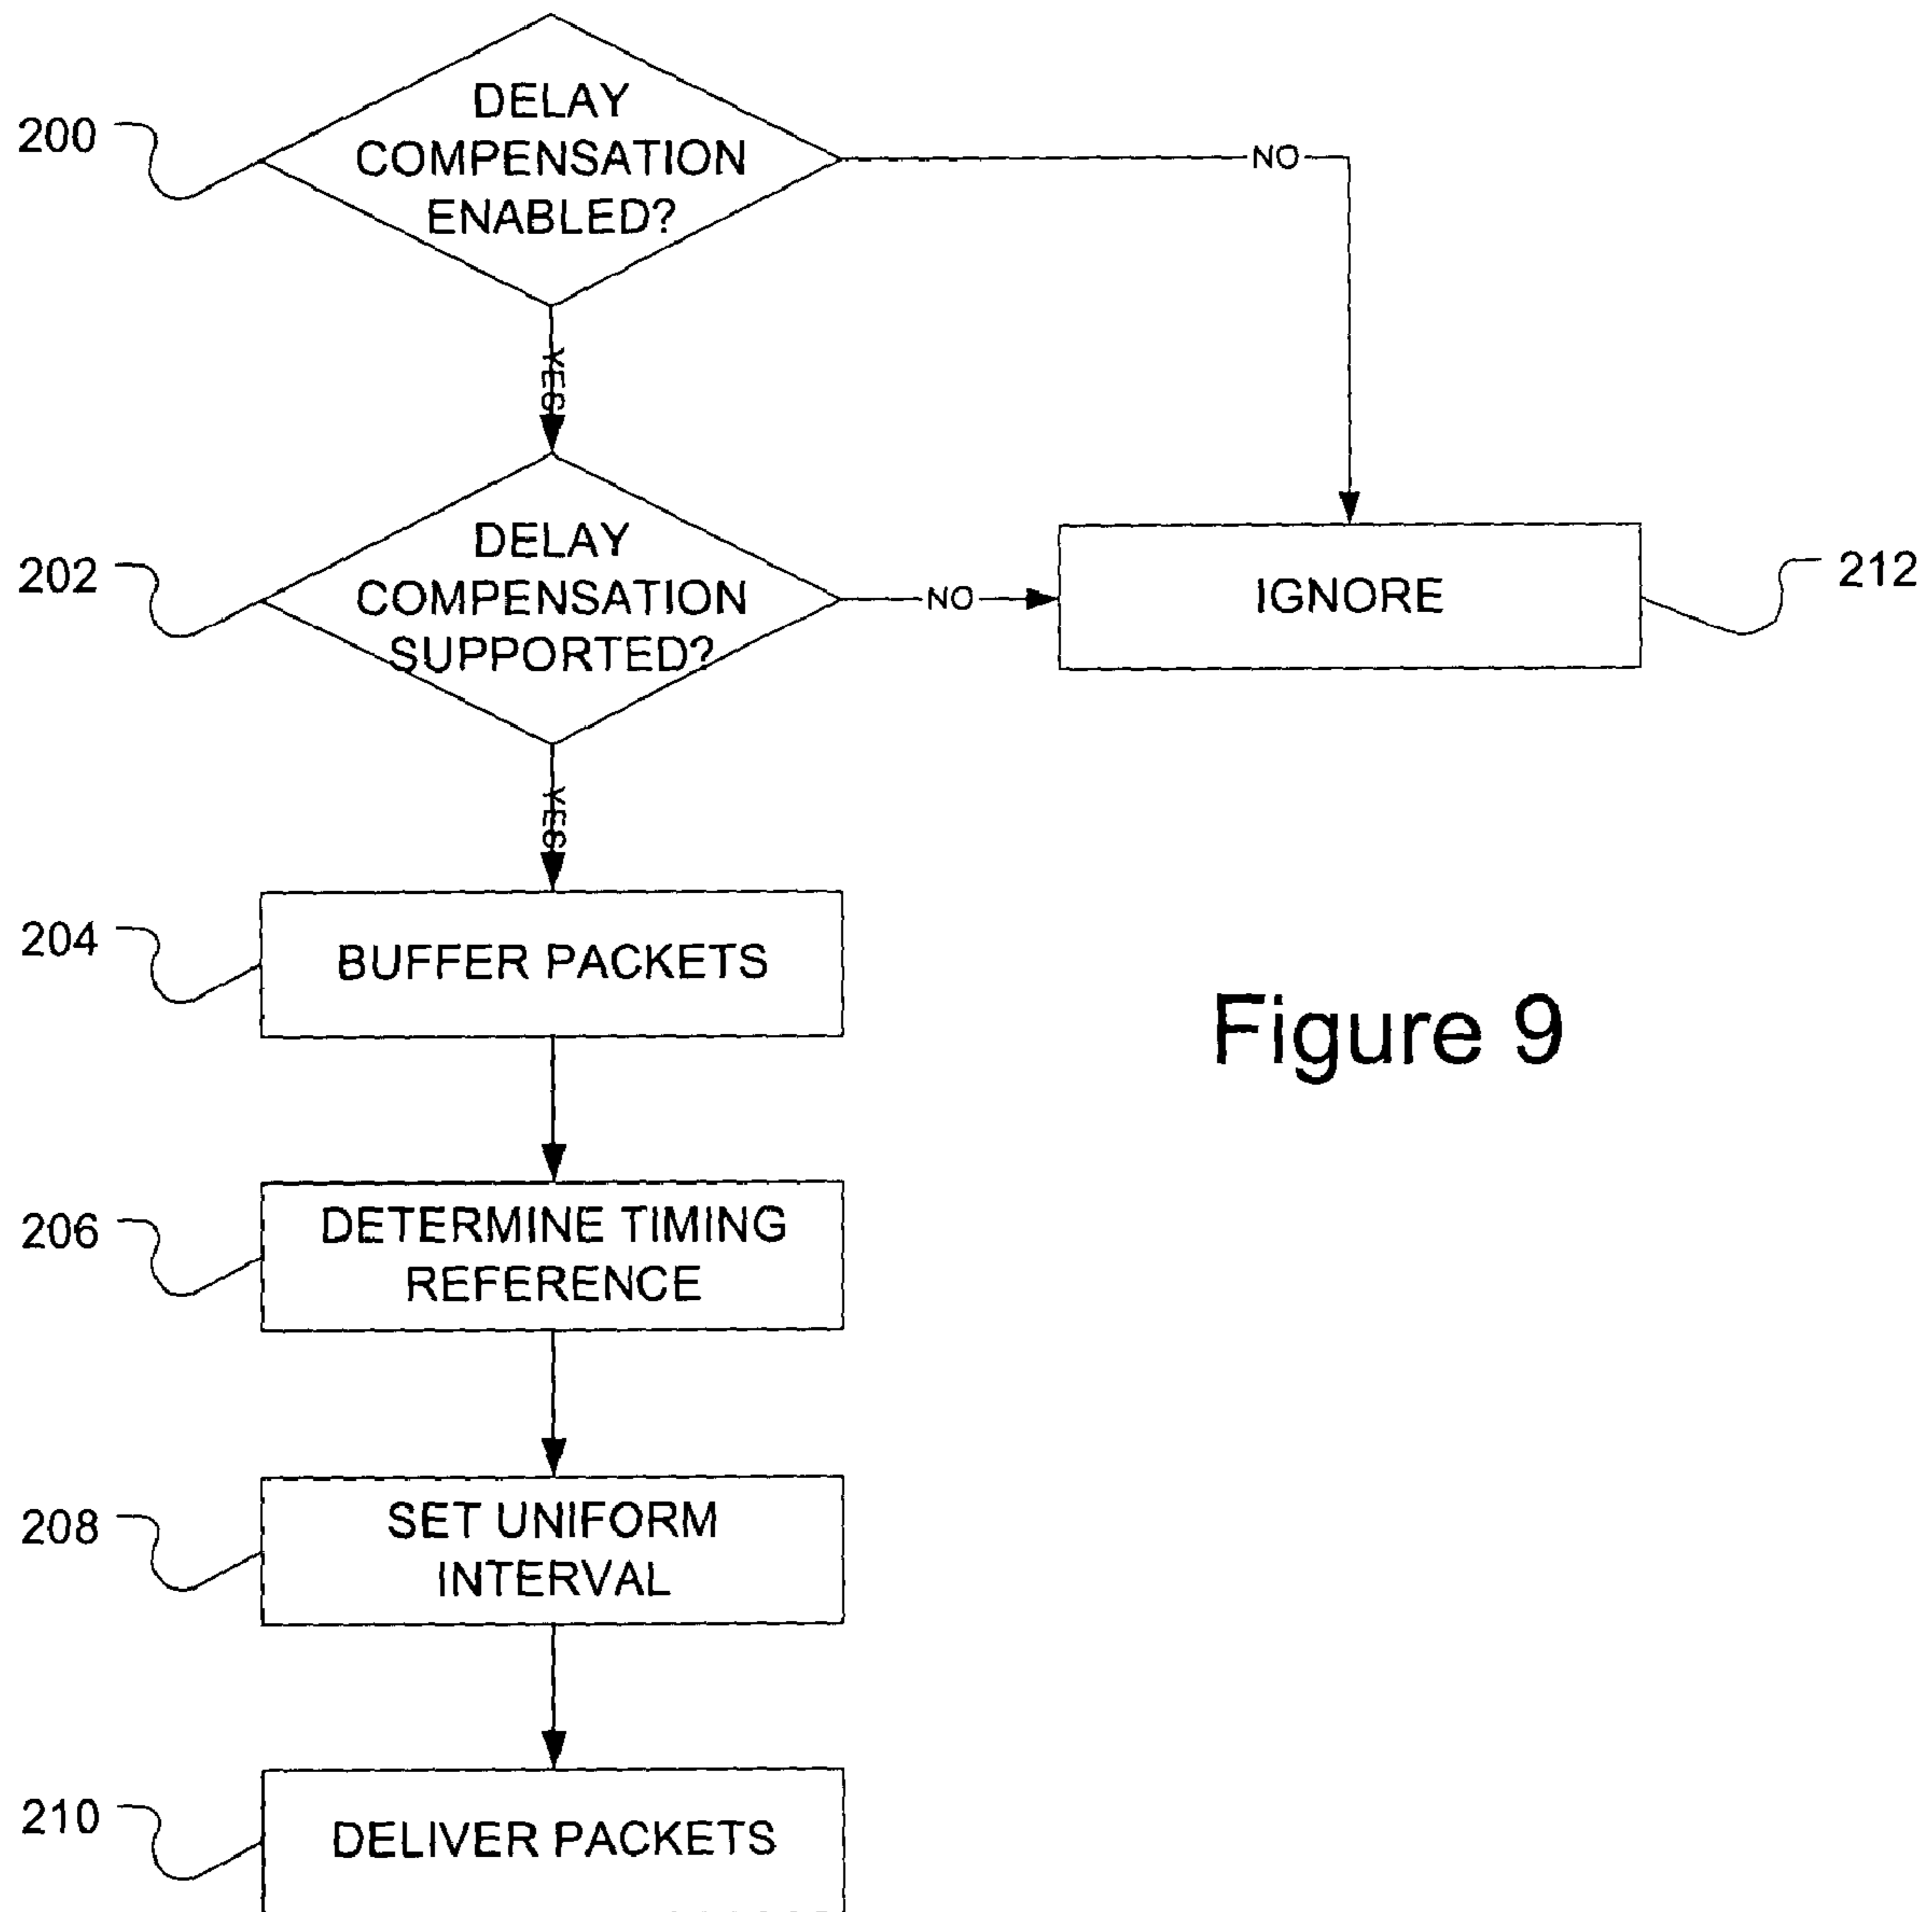 200
DELAY
COMPENSATION
ENABLED?
NO
YES
202
DELAY
COMPENSATION
SUPPORTED?
NO
IGNORE
212
YES
204
BUFFER PACKETS
Figure 9
206
DETERMINE TIMING
REFERENCE
208
SET UNIFORM
INTERVAL
210
DELIVER PACKETS